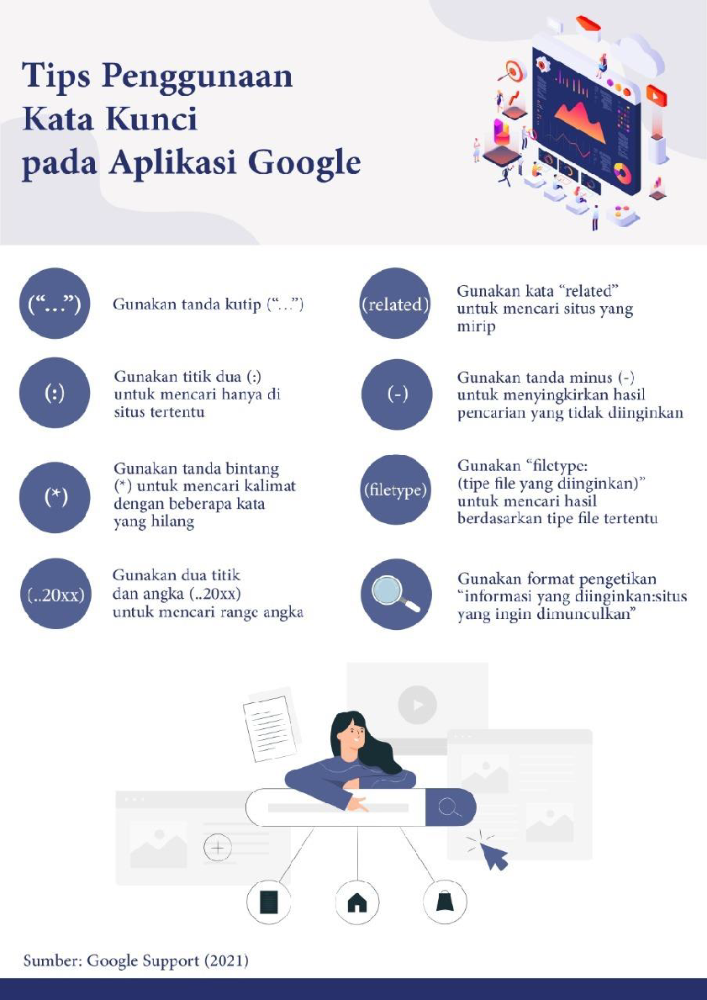 Tips Penggunaan
Kata Kunci
pada Aplikasi Google
(“...”)
Gunakan tanda kutip (“...”)
(:)
Gunakan titik dua (:)
untuk mencari hanya di
situs tertentu
(*)
Gunakan tanda bintang
(*) untuk mencari kalimat
dengan beberapa kata
yang hilang
(..20xx)
Gunakan dua titik
dan angka (..20xx)
untuk mencari range angka
(related)
Gunakan kata “related”
untuk mencari situs yang
mirip
(-)
Gunakan tanda minus (-)
untuk menyingkirkan hasil
pencarian yang tidak diinginkan
(filetype)
Gunakan “filetype:
(tipe file yang diinginkan)”
untuk mencari hasil
berdasarkan tipe file tertentu
Gunakan format pengetikan
“informasi yang diinginkan:situs
yang ingin dimunculkan”
Sumber: Google Support (2021)